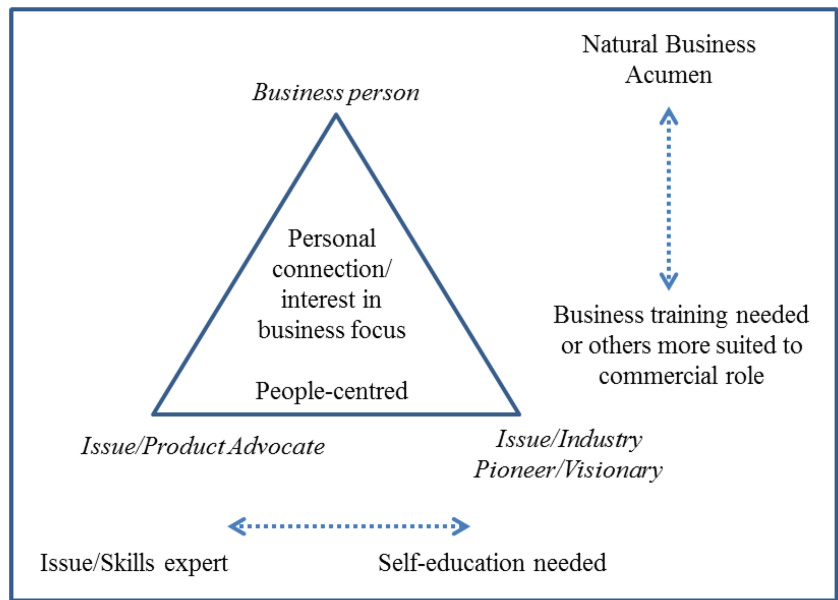 Natural Business
Acumen
Business person
Personal
connection/
interest in
business focus
People-centred
Business training needed
or others more suited to
commercial role
Issue/Product Advocate
Issue/Industry
Pioneer/Visionary
Issue/Skills expert
Self-education needed